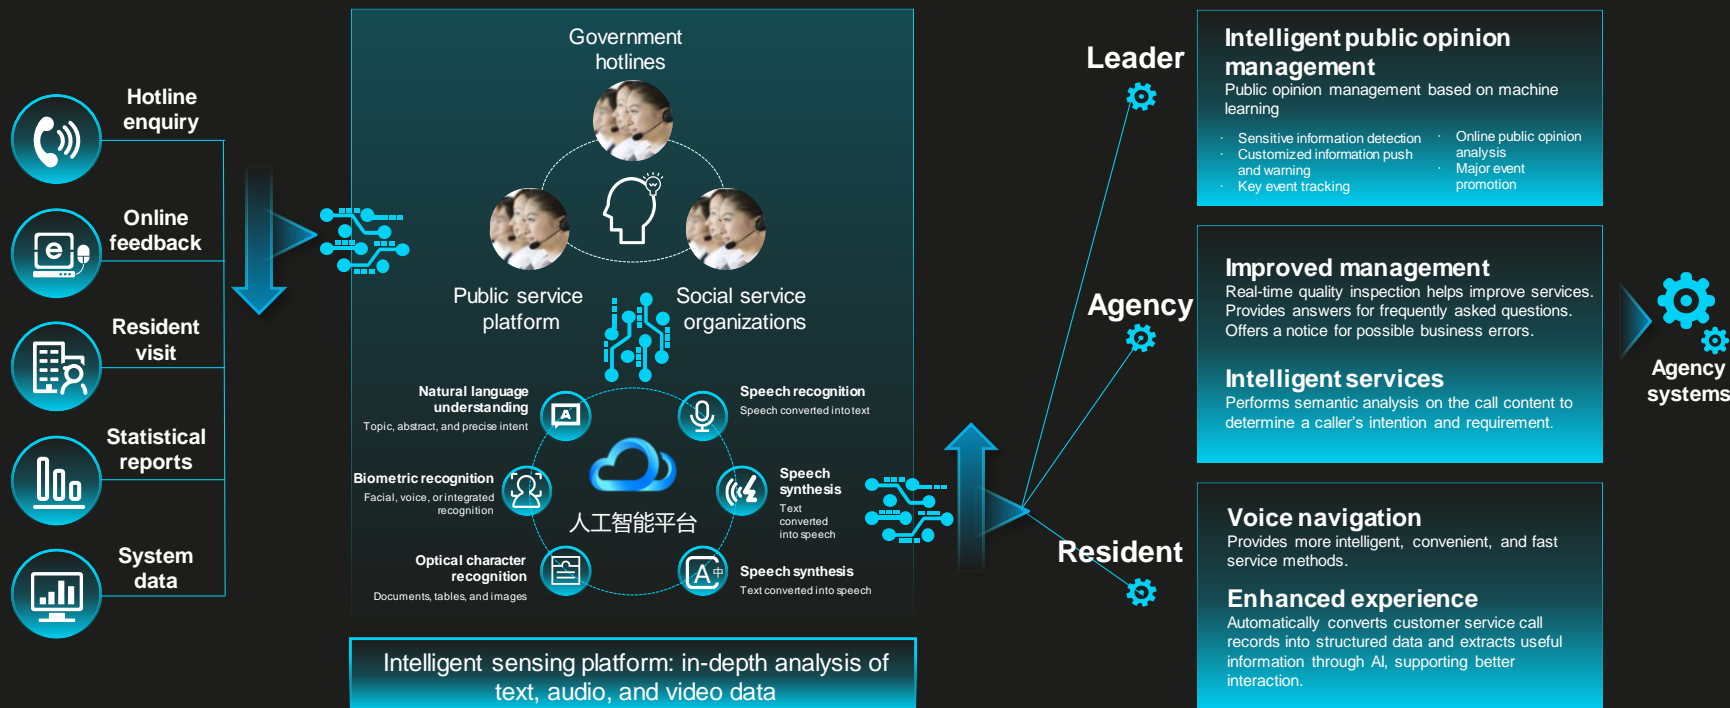 Hotline
enquiry
Online
feedback
Resident
visit
Statistical
reports
System
data
Government
hotlines
Public service
platform
Social service
organizations
Natural language
understanding
Topic, abstract, and precise intent
Speech recognition
Speech converted into text
Biometric recognition
Facial, voice, or integrated
recognition
Speech
synthesis
Text
converted
into speech
人工智能平台
Optical character
recognition
Documents, tables, and images
Speech synthesis
Text converted into speech
Intelligent sensing platform: in-depth analysis of
text, audio, and video data
Leader
Agency
Resident
Intelligent public opinion
management
Public opinion management based on machine
learning
· Sensitive information detection
· Customized information push
and warning
· Key event tracking
· Online public opinion
analysis
· Major event
promotion
Improved management
Real-time quality inspection helps improve services.
Provides answers for frequently asked questions.
Offers a notice for possible business errors.
Intelligent services
Performs semantic analysis on the call content to
determine a caller's intention and requirement.
Voice navigation
Provides more intelligent, convenient, and fast
service methods.
Enhanced experience
Automatically converts customer service call
records into structured data and extracts useful
information through AI, supporting better
interaction.
Agency
systems